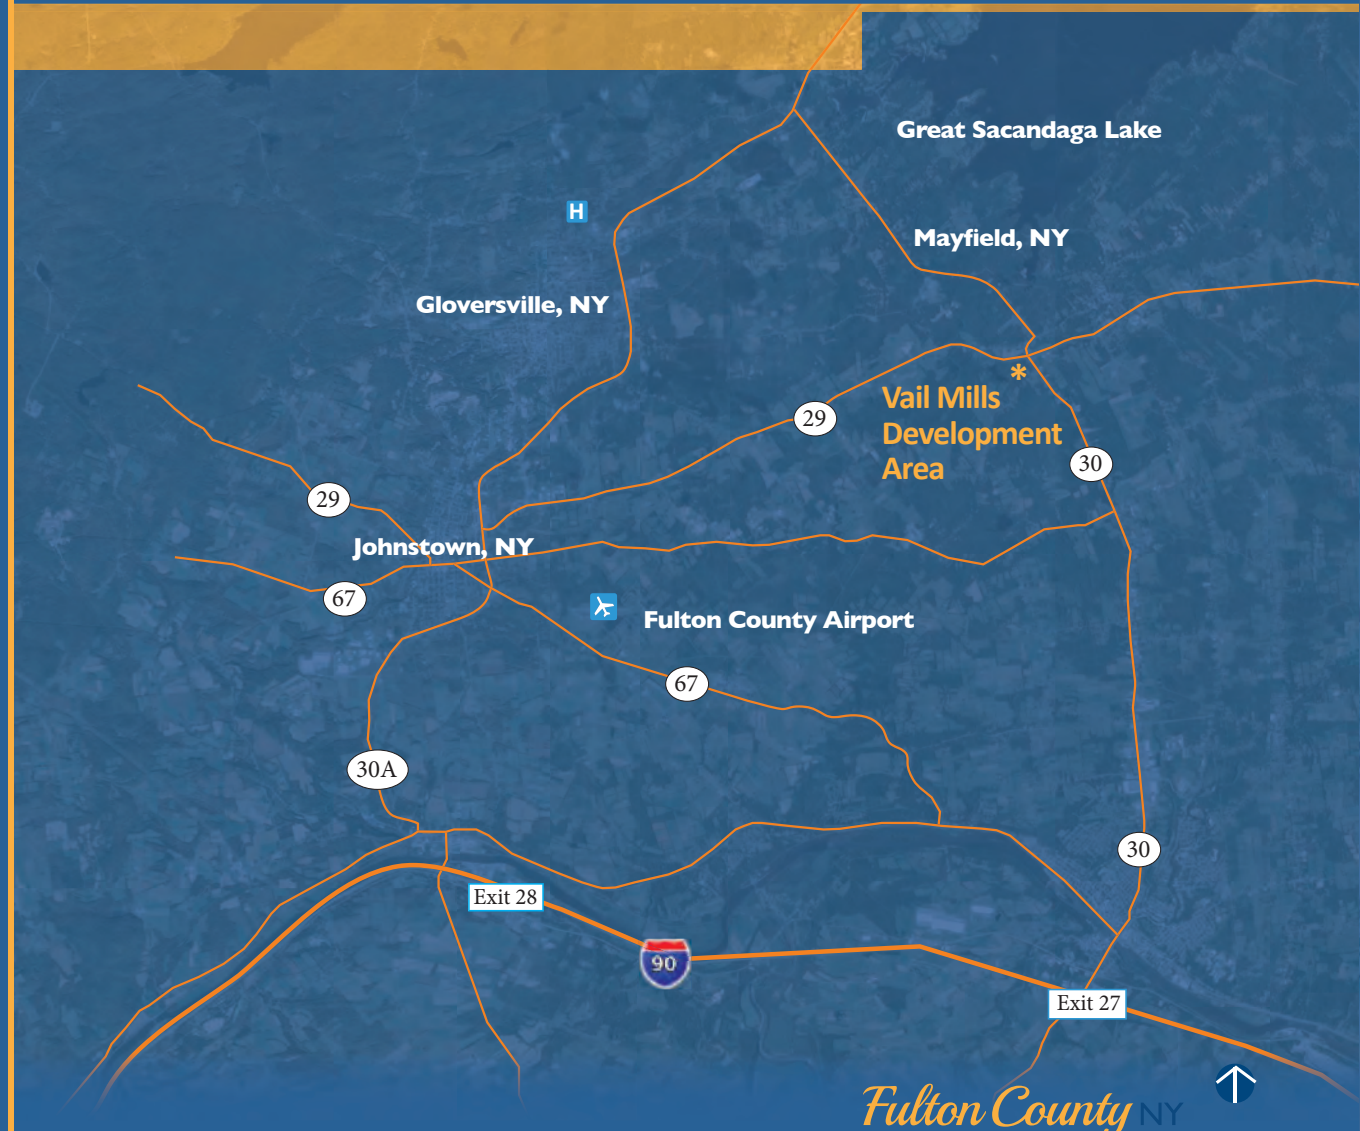 Great Sacandaga Lake
H
Mayfield, NY
Gloversville, NY
*
Vail Mills
Development
Area
29
30
29
Johnstown, NY
67
Fulton County Airport
67
30A
30
Exit 28
90
Exit 27
Fulton County NY